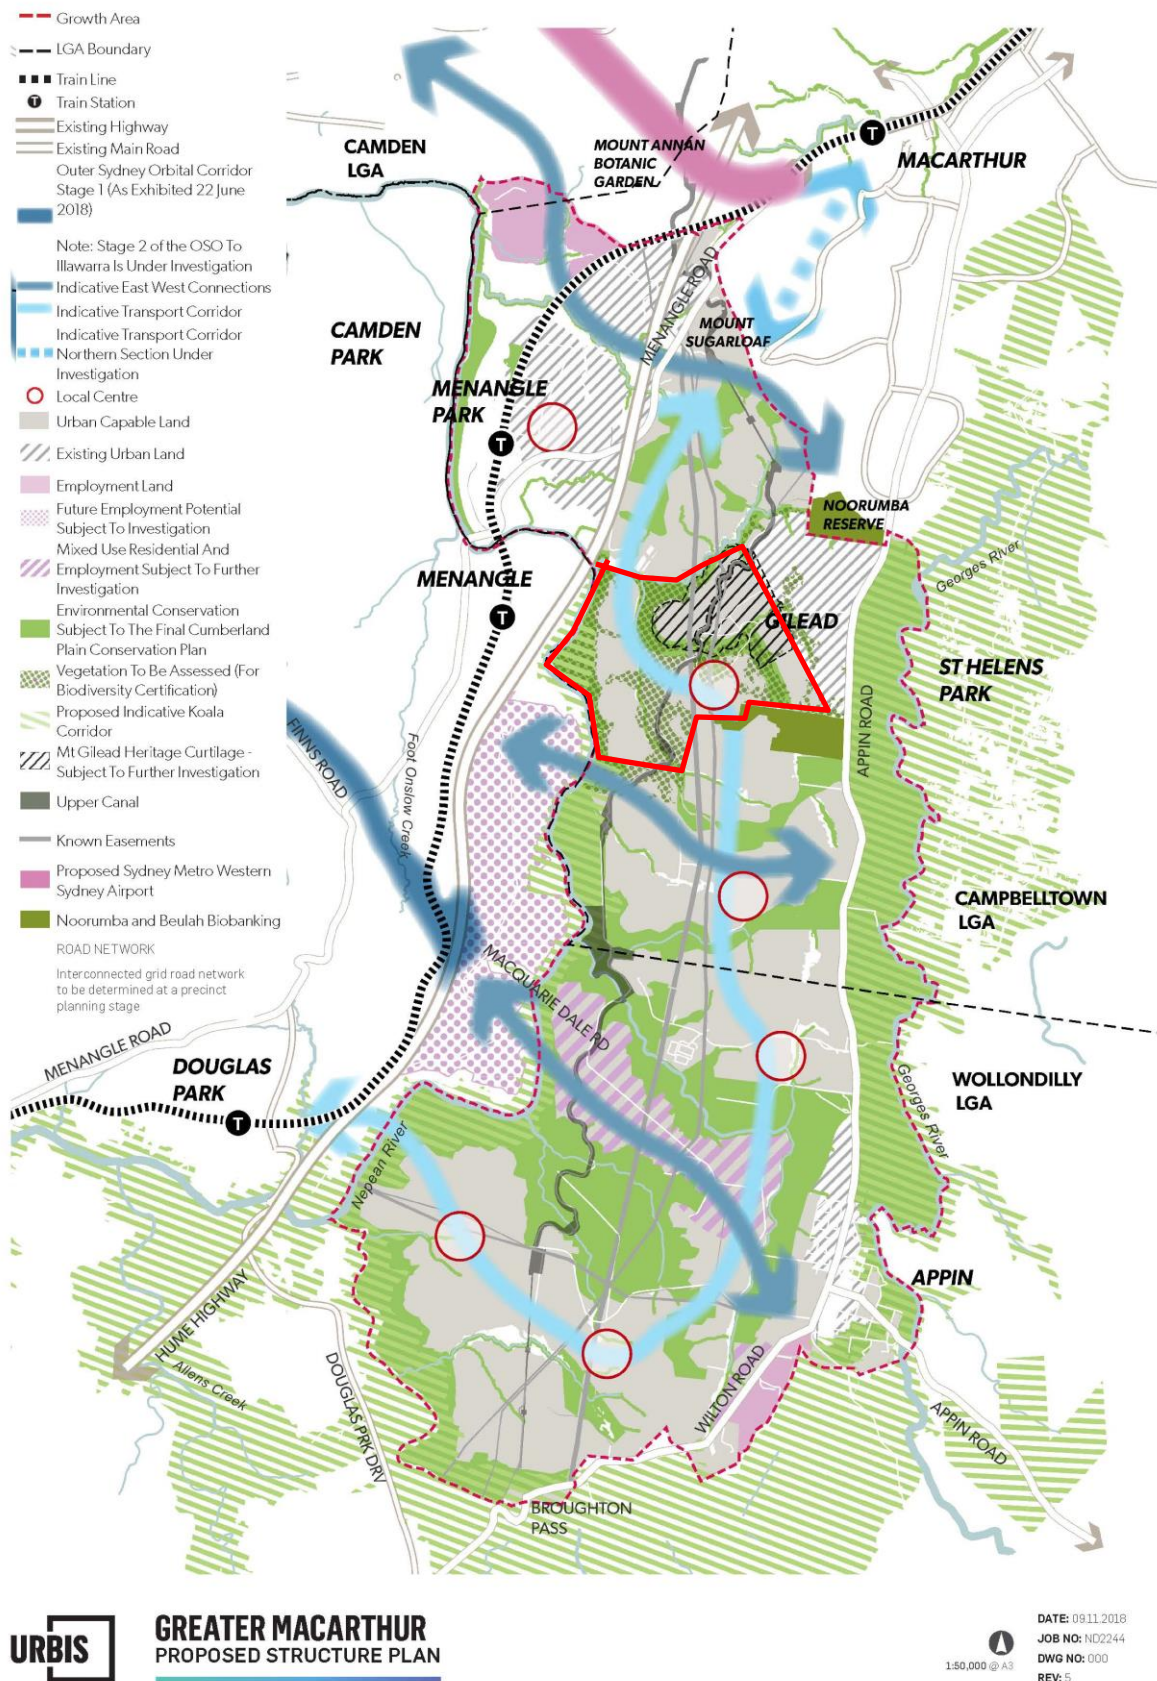 Growth Area
LGA Boundary
Train Line
T
Train Station
Existing Highway
Existing Main Road
Outer Sydney Orbital Corridor
Stage 1 (As Exhibited 22 June
2018)
Note: Stage 2 of the OSO To
Illawarra Is Under Investigation
Indicative East West Connections
Indicative Transport Corridor
Indicative Transport Corridor
Northern Section Under
Investigation
Local Centre
Urban Capable Land
Existing Urban Land
Employment Land
Future Employment Potential
Subject To Investigation
Mixed Use Residential And
Employment Subject To Further
Investigation
Environmental Conservation
Subject To The Final Cumberland
Plain Conservation Plan
Vegetation To Be Assessed (For
Biodiversity Certification)
Proposed Indicative Koala
Corridor
Mt Gilead Heritage Curtilage -
Subject To Further Investigation
Upper Canal
Known Easements
Proposed Sydney Metro Western
Sydney Airport
Noorumba and Beulah Biobanking
ROAD NETWORK
Interconnected grid road network
to be determined at a precinct
planning stage
CAMDEN
LGA
MOUNT ANNAN
BOTANIC
GARDEN
T
MACARTHUR
MENANGLE ROAD
MOUNT
SUGARLOAF
CAMDEN
PARK
MENANGLE
PARK
T
NOORUMBA
RESERVE
Georges River
MENANGLE
T
GILEAD
ST HELENS
PARK
APPIN ROAD
FINNS ROAD
Foot Onslow Creek
CAMPBELLTOWN
LGA
MACQUARIE DALE RD
MENANGLE ROAD
DOUGLAS
PARK
T
WOLLONDILLY
LGA
Georges River
Nepean River
APPIN
HUME HIGHWAY
Allens Creek
DOUGLAS PRK DRV
WILTON ROAD
APPIN ROAD
BROUGHTON
PASS
URBIS
GREATER MACARTHUR
PROPOSED STRUCTURE PLAN
1:50,000 @ A3
DATE: 09.11.2018
JOB NO: ND2244
DWG NO: 000
REV: 5